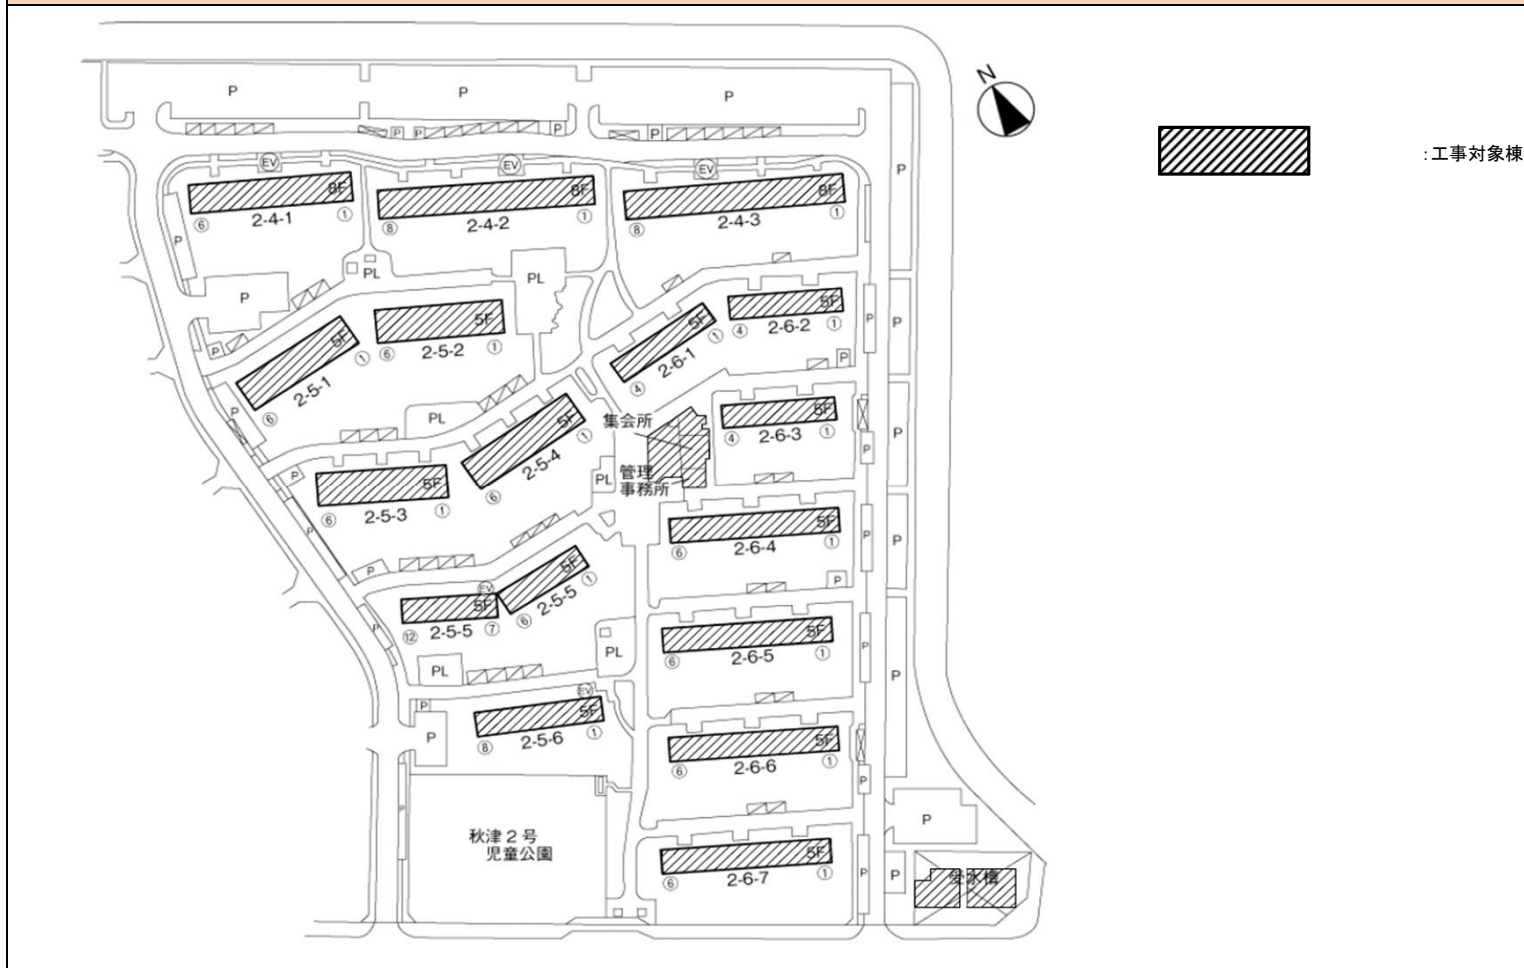 N
:工事対象棟
P
P
P
P
P
P
P
EV
EV
EV
P
8F
8F
8F
⑥
①
⑧
①
⑧
①
2-4-1
2-4-2
2-4-3
P
PL
PL
P
5F
5F
5F
5F
P
P
⑥
①
④
①
④
①
2-5-2
2-6-1
2-6-2
P
①
⑥
2-5-1
P
P
PL
5F
5F
集会所
④
①
2-6-3
P
P
①
2-5-4
⑥
管理
事務所
PL
P
5F
⑥
①
2-5-3
P
5F
⑥
①
2-6-4
P
P
P
P
5F
①
EV
5F
⑥
2-5-5
⑫
⑦
2-5-5
P
5F
⑥
①
2-6-5
P
P
PL
PL
EV
P
5F
P
⑧
①
2-5-6
5F
⑥
①
2-6-6
P
P
P
秋津２号
児童公園
5F
⑥
①
2-6-7
P
P
受水槽